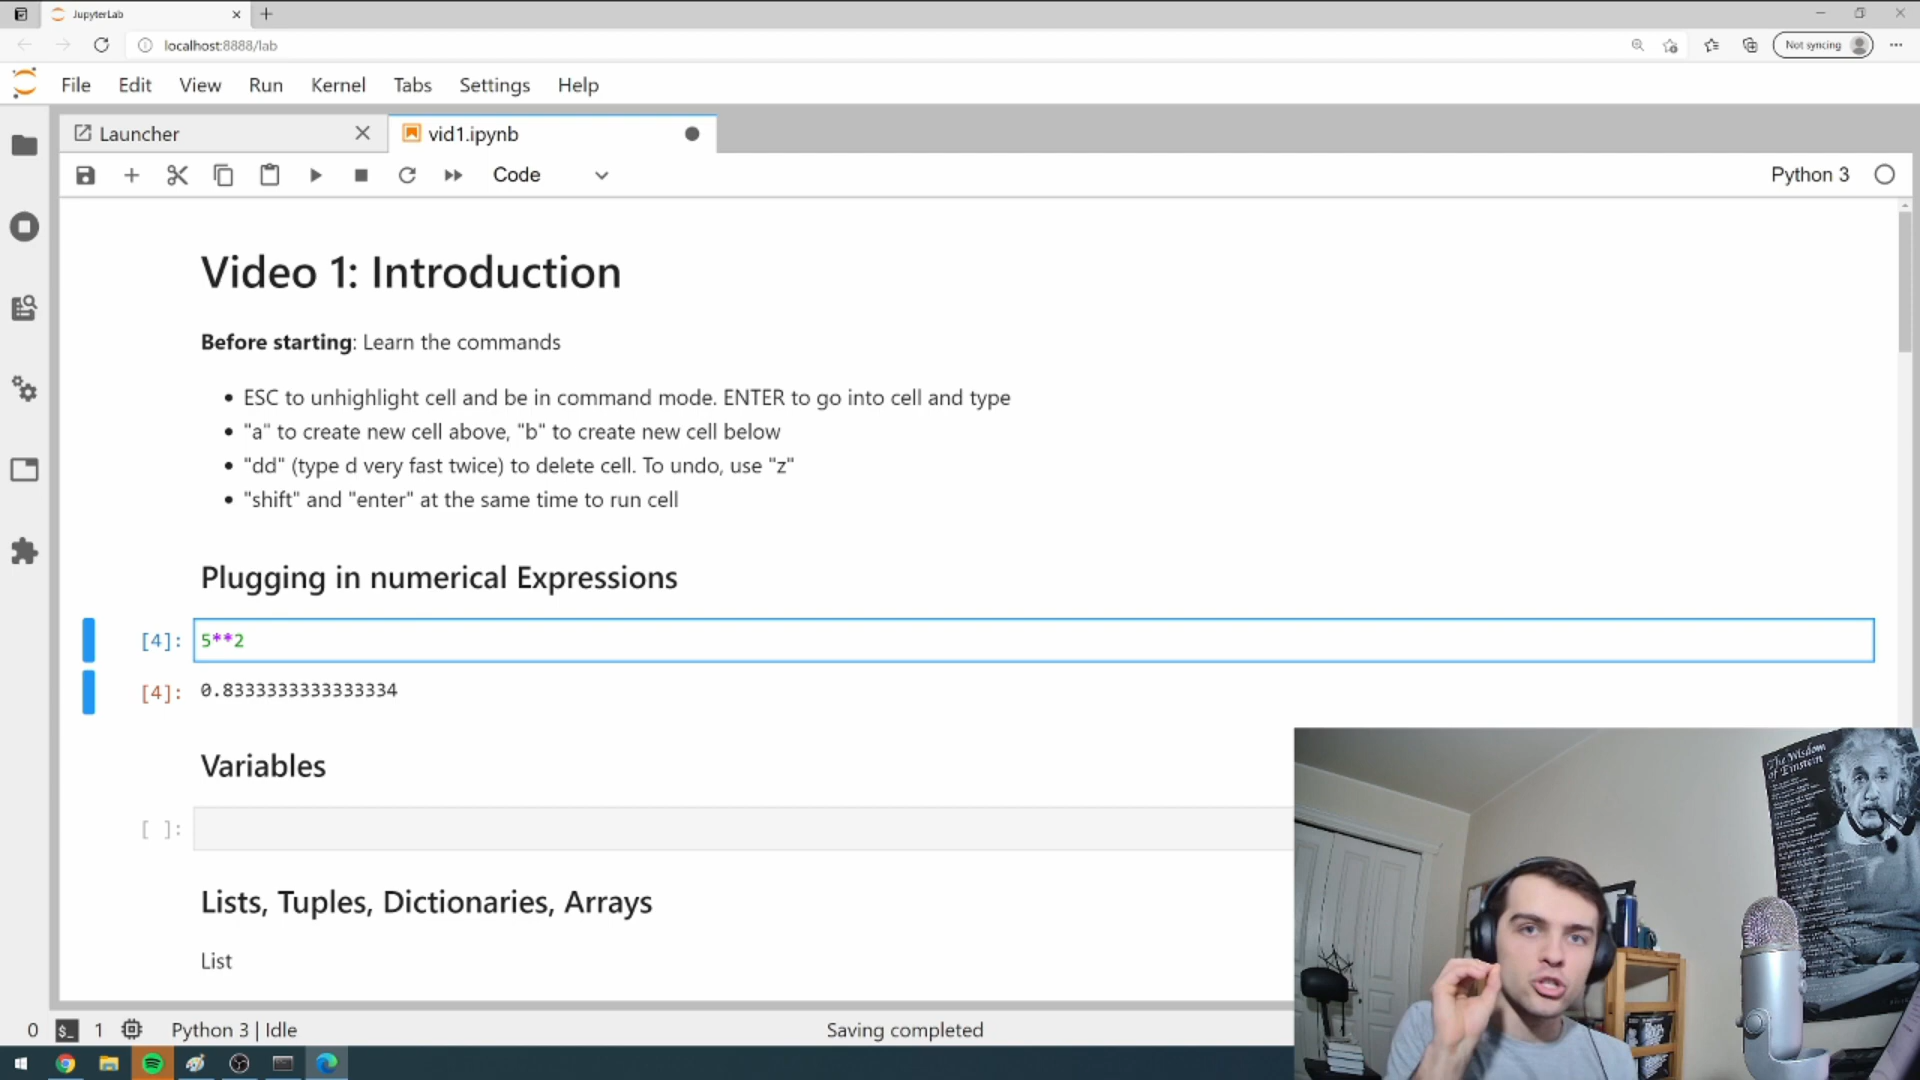 JupyterLab
localhost:8888/lab
Not syncing
File Edit View Run Kernel Tabs Settings Help
Launcher
vid1.ipynb
Code
Python 3
Video 1: Introduction
Before starting: Learn the commands
• ESC to unhighlight cell and be in command mode. ENTER to go into cell and type
• "a" to create new cell above, "b" to create new cell below
• "dd" (type d very fast twice) to delete cell. To undo, use "z"
• "shift" and "enter" at the same time to run cell
Plugging in numerical Expressions
[4]: 5**2
[4]: 0.8333333333333334
Variables
[ ]:
The Wisdom
of Einstein
Lists, Tuples, Dictionaries, Arrays
List
0 $_ 1 Python 3 | Idle Saving completed